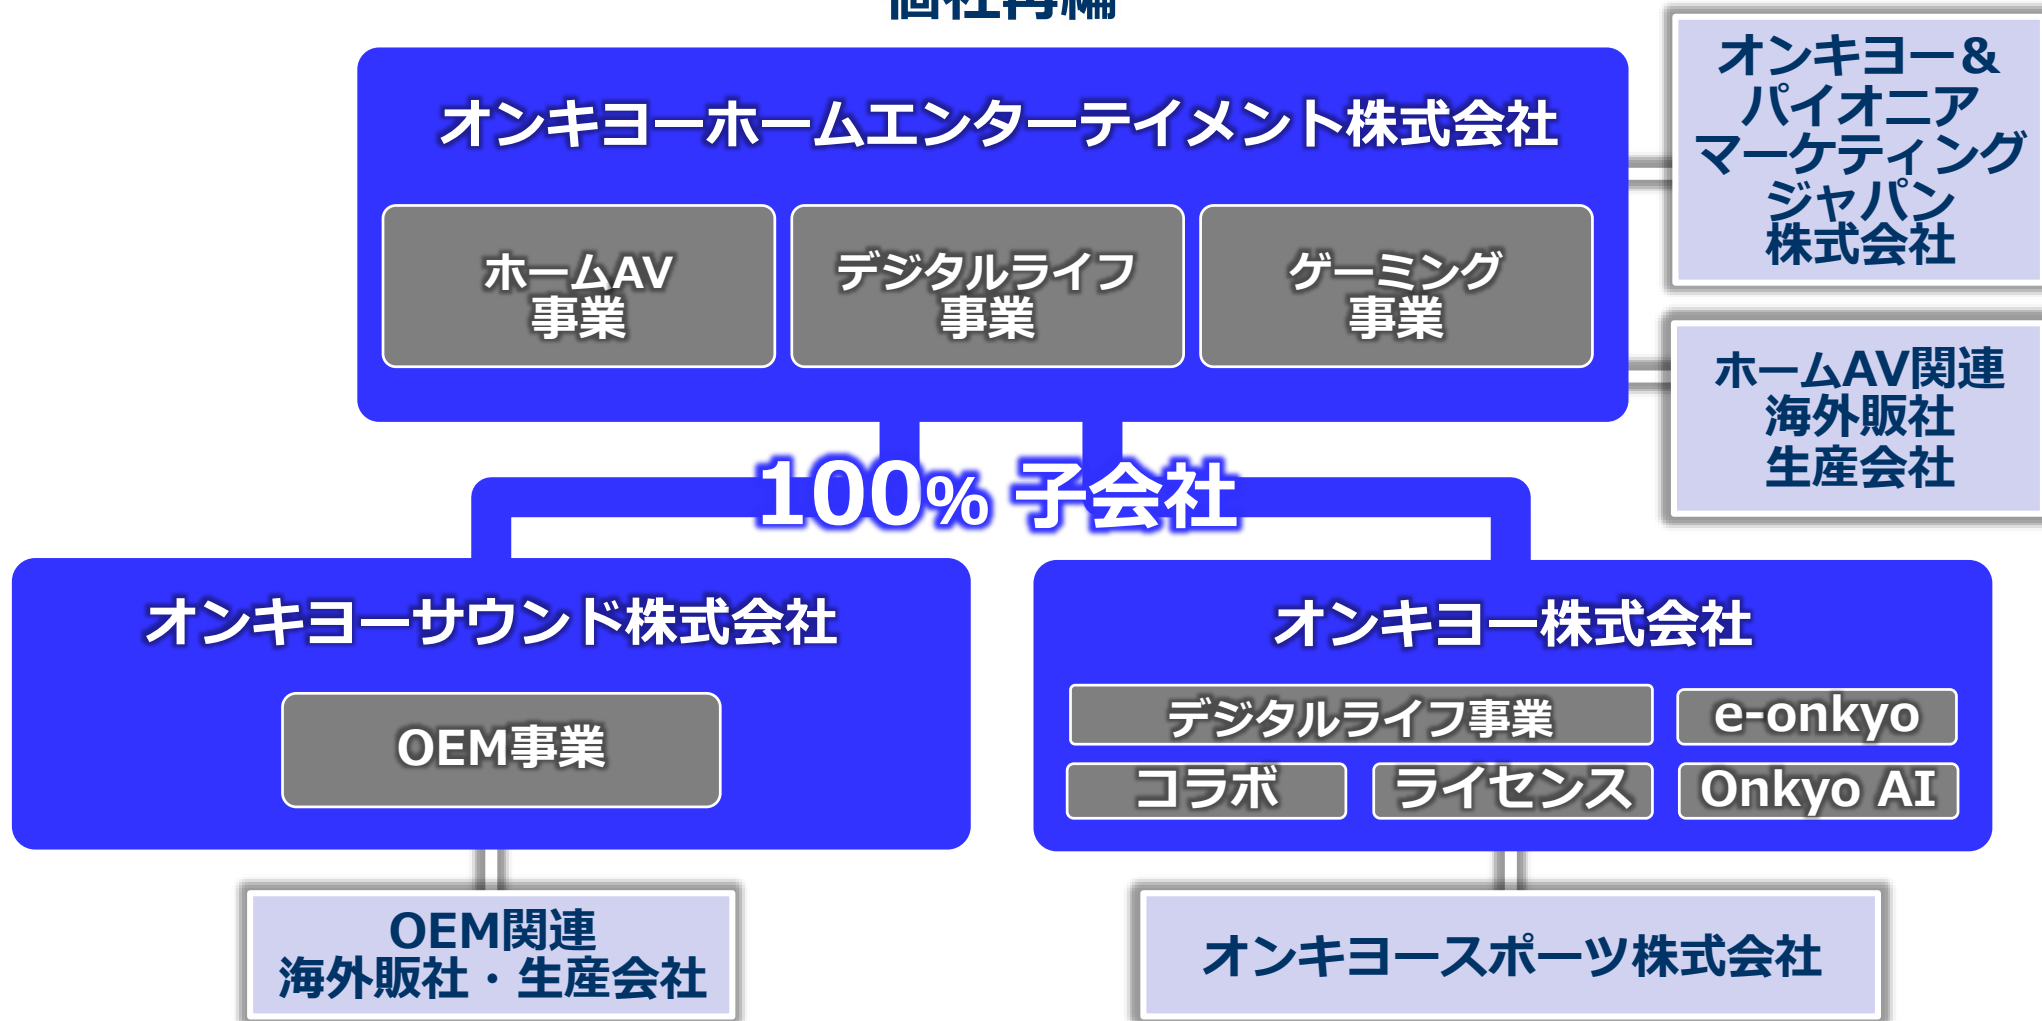 オンキヨーホームエンターテイメント株式会社
ホームAV
事業
デジタルライフ
事業
ゲーミング
事業
オンキヨー＆
パイオニア
マーケティング
ジャパン
株式会社
ホームAV関連
海外販社
生産会社
100% 子会社
オンキヨーサウンド株式会社
OEM事業
オンキヨー株式会社
デジタルライフ事業
e-onkyo
コラボ
ライセンス
Onkyo AI
OEM関連
海外販社・生産会社
オンキヨースポーツ株式会社